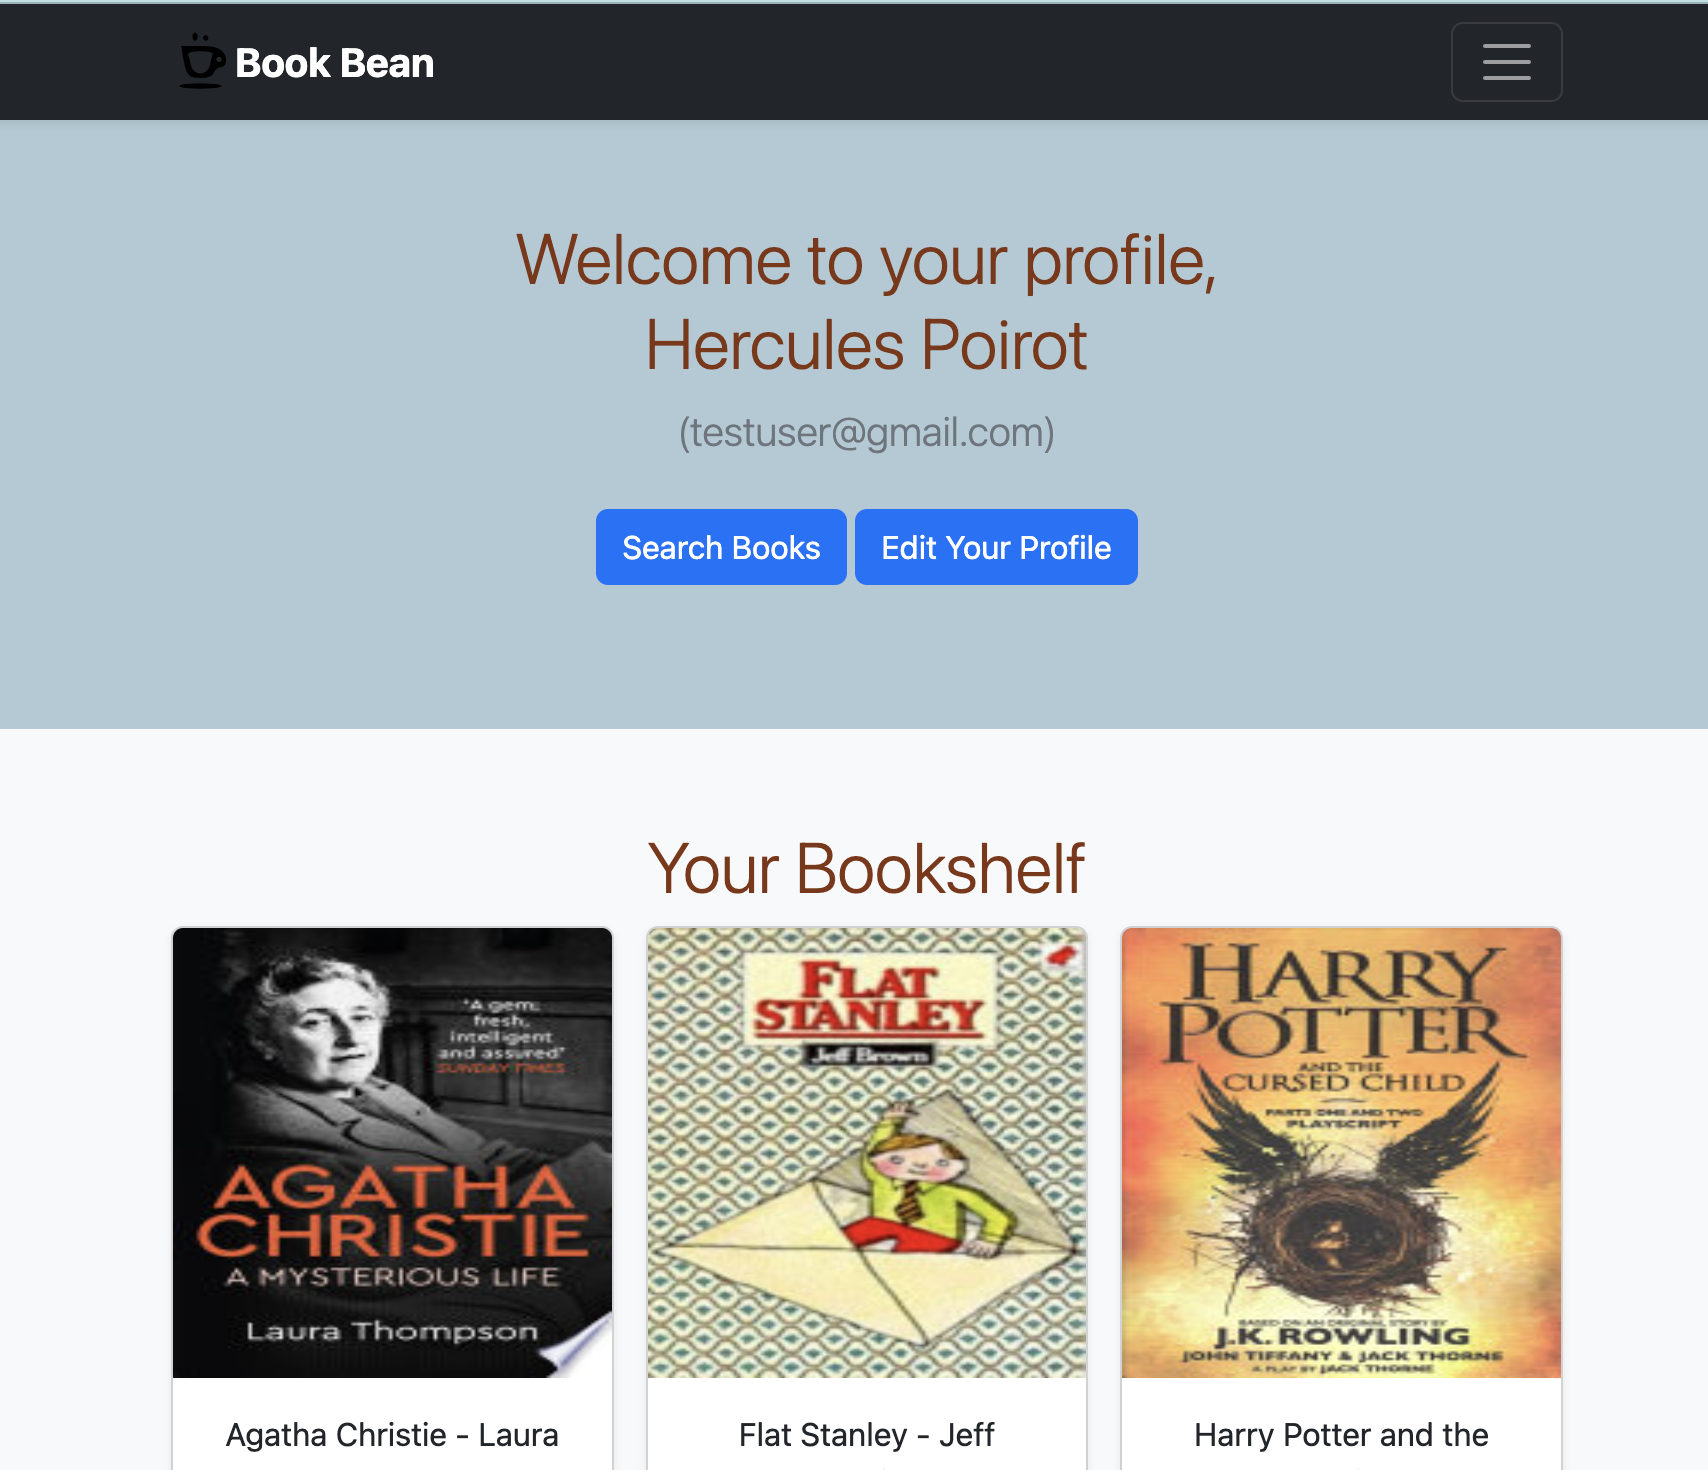 Book Bean
Welcome to your profile,
Hercules Poirot
(testuser@gmail.com)
Search Books
Edit Your Profile
Your Bookshelf
"A gem:
fresh,
intelligent
and assured"
SUNDAY TIMES
AGATHA
CHRISTIE
A MYSTERIOUS LIFE
Laura Thompson
FLAT
STANLEY
Jeff Brown
HARRY
POTTER
AND THE
CURSED CHILD
PARTS ONE AND TWO
PLAYSCRIPT
BASED ON AN ORIGINAL STORY BY
J.K. ROWLING
JOHN TIFFANY & JACK THORNE
A PLAY BY JACK THORNE
Agatha Christie - Laura
Flat Stanley - Jeff
Harry Potter and the